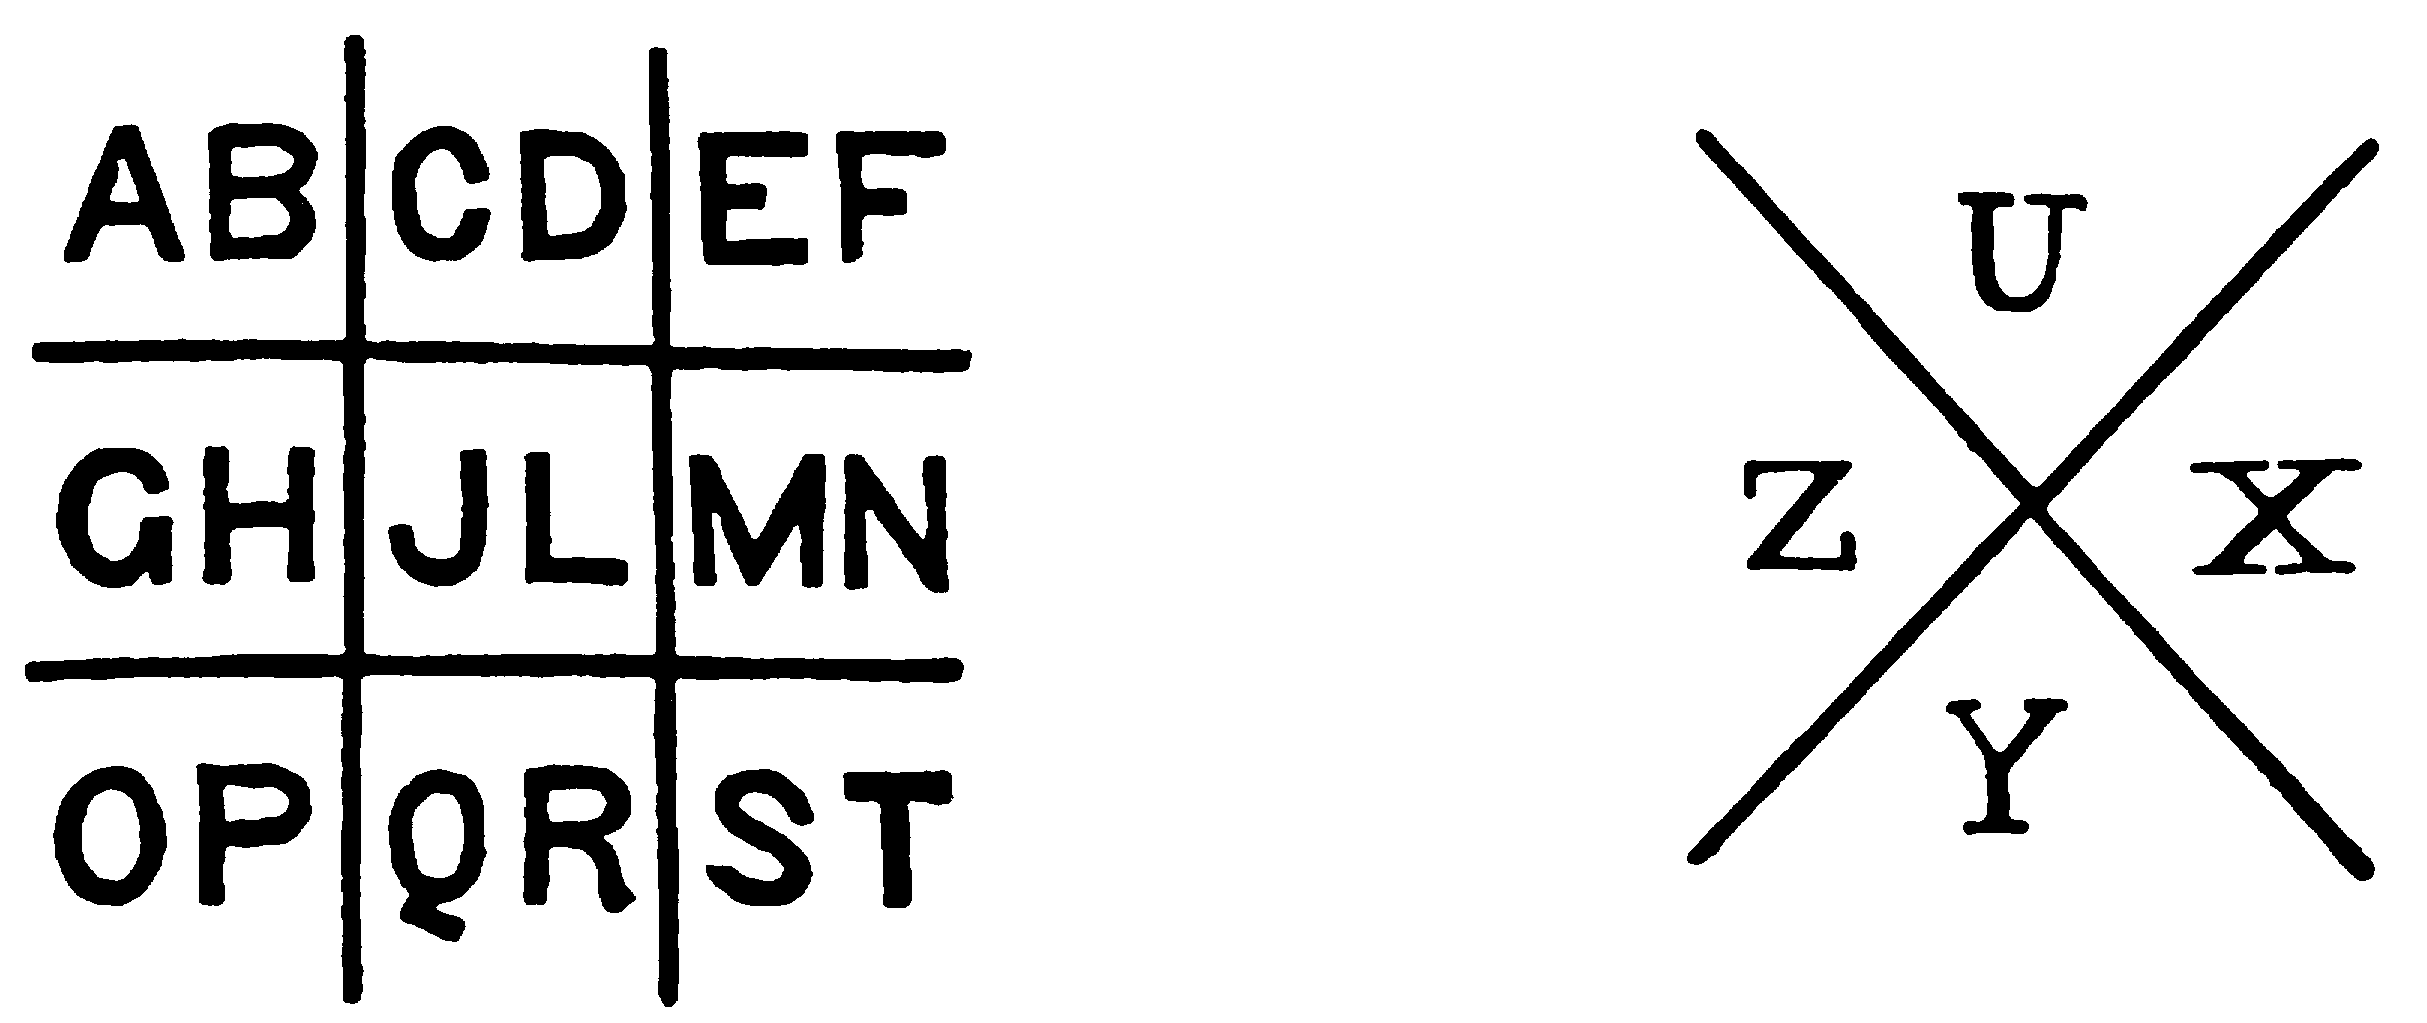 AB CD EF
GH JL MN
OP QR ST
U
Z X
Y